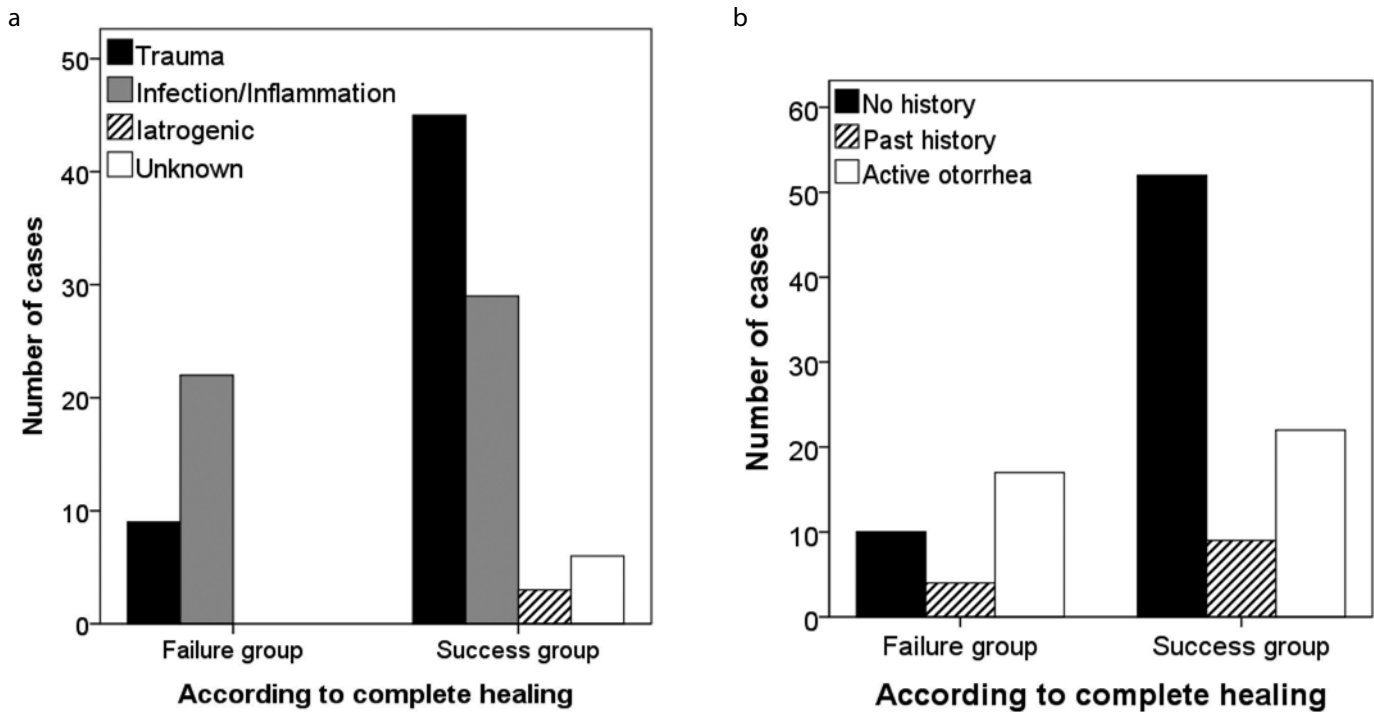 a
50
40
30
20
10
0
Number of cases
Trauma
Infection/Inflammation
Iatrogenic
Unknown
Failure group
Success group
According to complete healing
b
60
50
40
30
20
10
0
Number of cases
No history
Past history
Active otorrhea
Failure group
Success group
According to complete healing